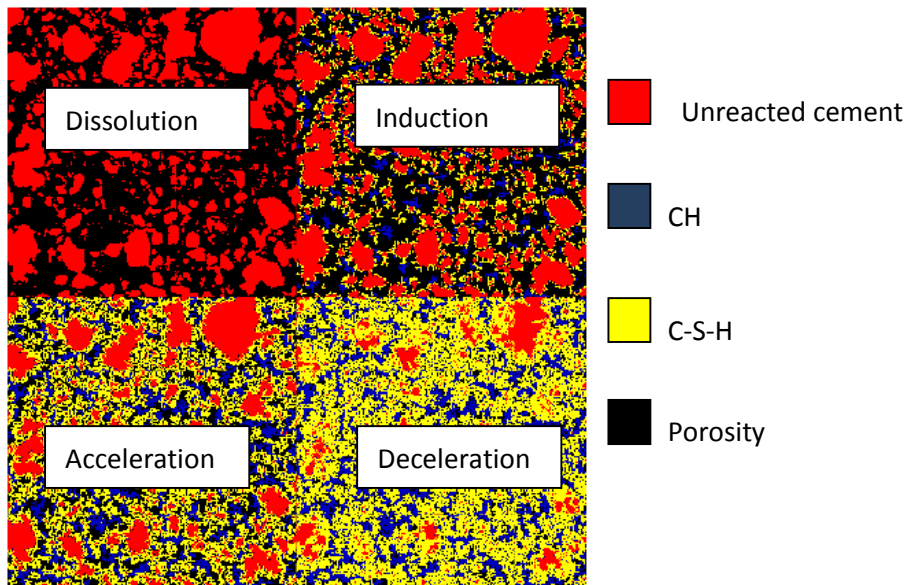 Dissolution
Induction
Acceleration
Deceleration
Unreacted cement
CH
C-S-H
Porosity